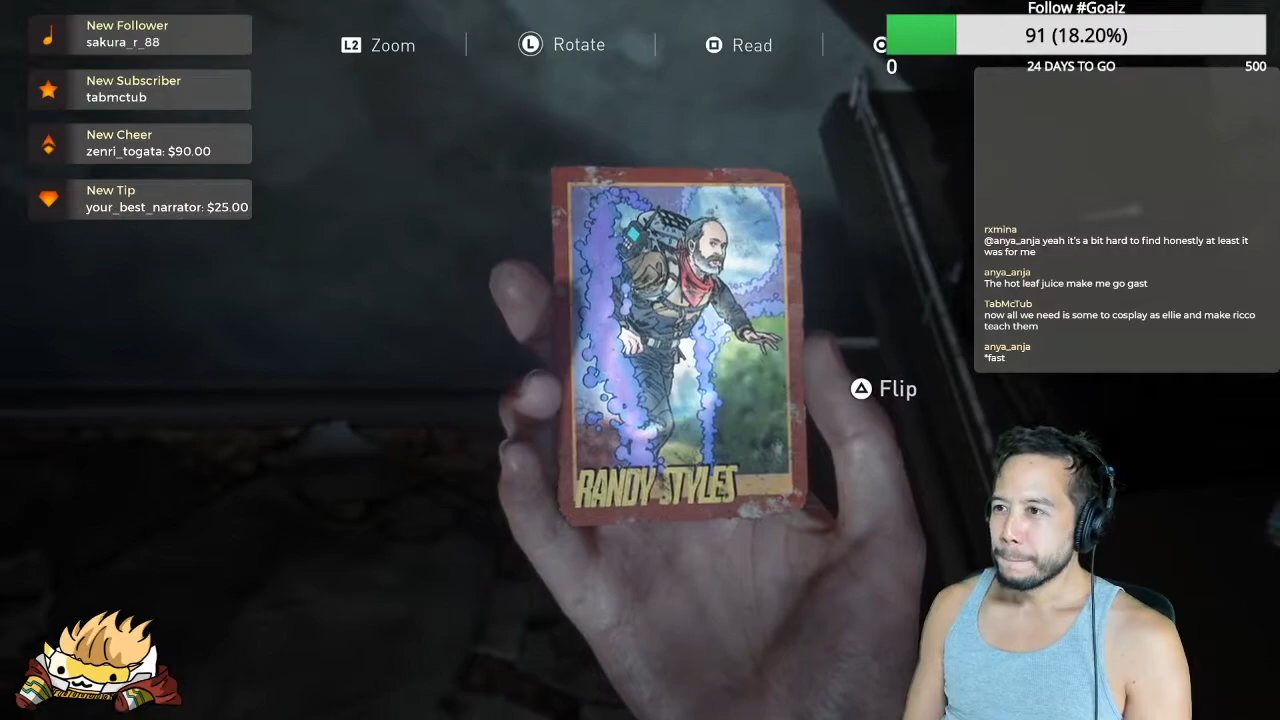 New Follower
sakura_r_88
New Subscriber
tabmctub
New Cheer
zenri_togata: $90.00
New Tip
your_best_narrator: $25.00
L2 Zoom
L Rotate
Read
Follow #Goalz
91 (18.20%)
0
24 DAYS TO GO
500
rxmina
@anya_anja yeah it's a bit hard to find honestly at least it
was for me
anya_anja
The hot leaf juice make me go gast
TabMcTub
now all we need is some to cosplay as ellie and make ricco
teach them
anya_anja
*fast
Flip
RANDY STYLES